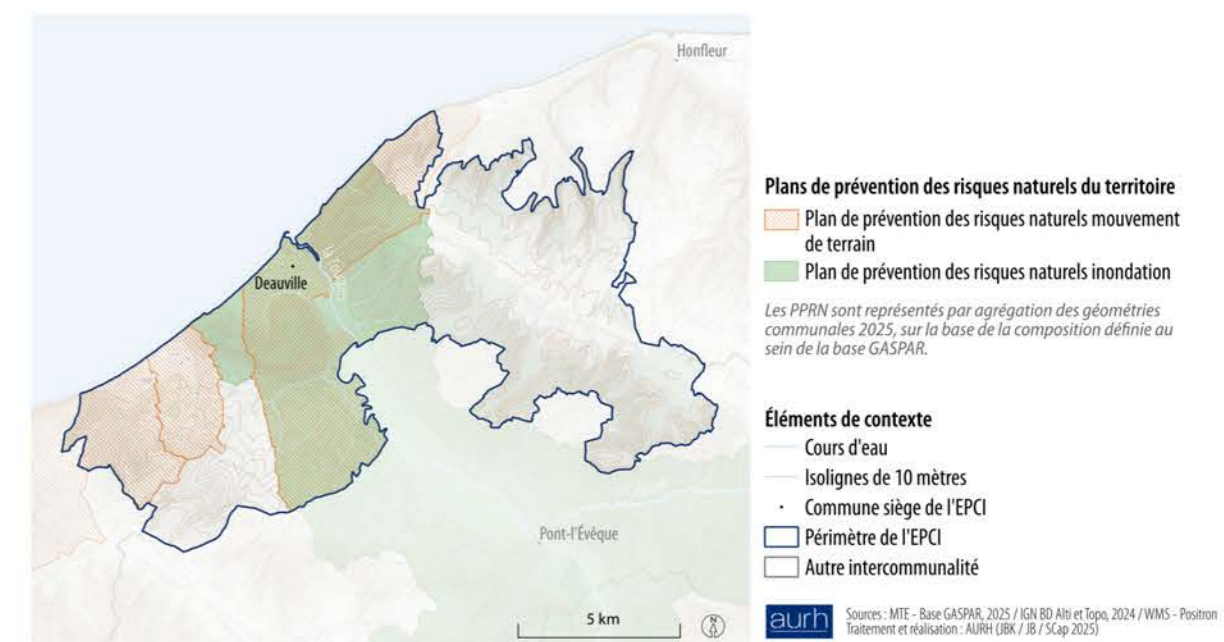 Honfleur
Deauville
Pont-l'Évêque
5 km
N
Plans de prévention des risques naturels du territoire
Plan de prévention des risques naturels mouvement
de terrain
Plan de prévention des risques naturels inondation
Les PPRN sont représentés par agrégation des géométries
communales 2025, sur la base de la composition définie au
sein de la base GASPAR.
Éléments de contexte
Cours d'eau
Isolignes de 10 mètres
Commune siège de l'EPCI
Périmètre de l'EPCI
Autre intercommunalité
aurh
Sources : MTE - Base GASPAR, 2025 / IGN BD Alti et Topo, 2024 / WMS - Positron
Traitement et réalisation : AURH (JBK / JB / SCap 2025)